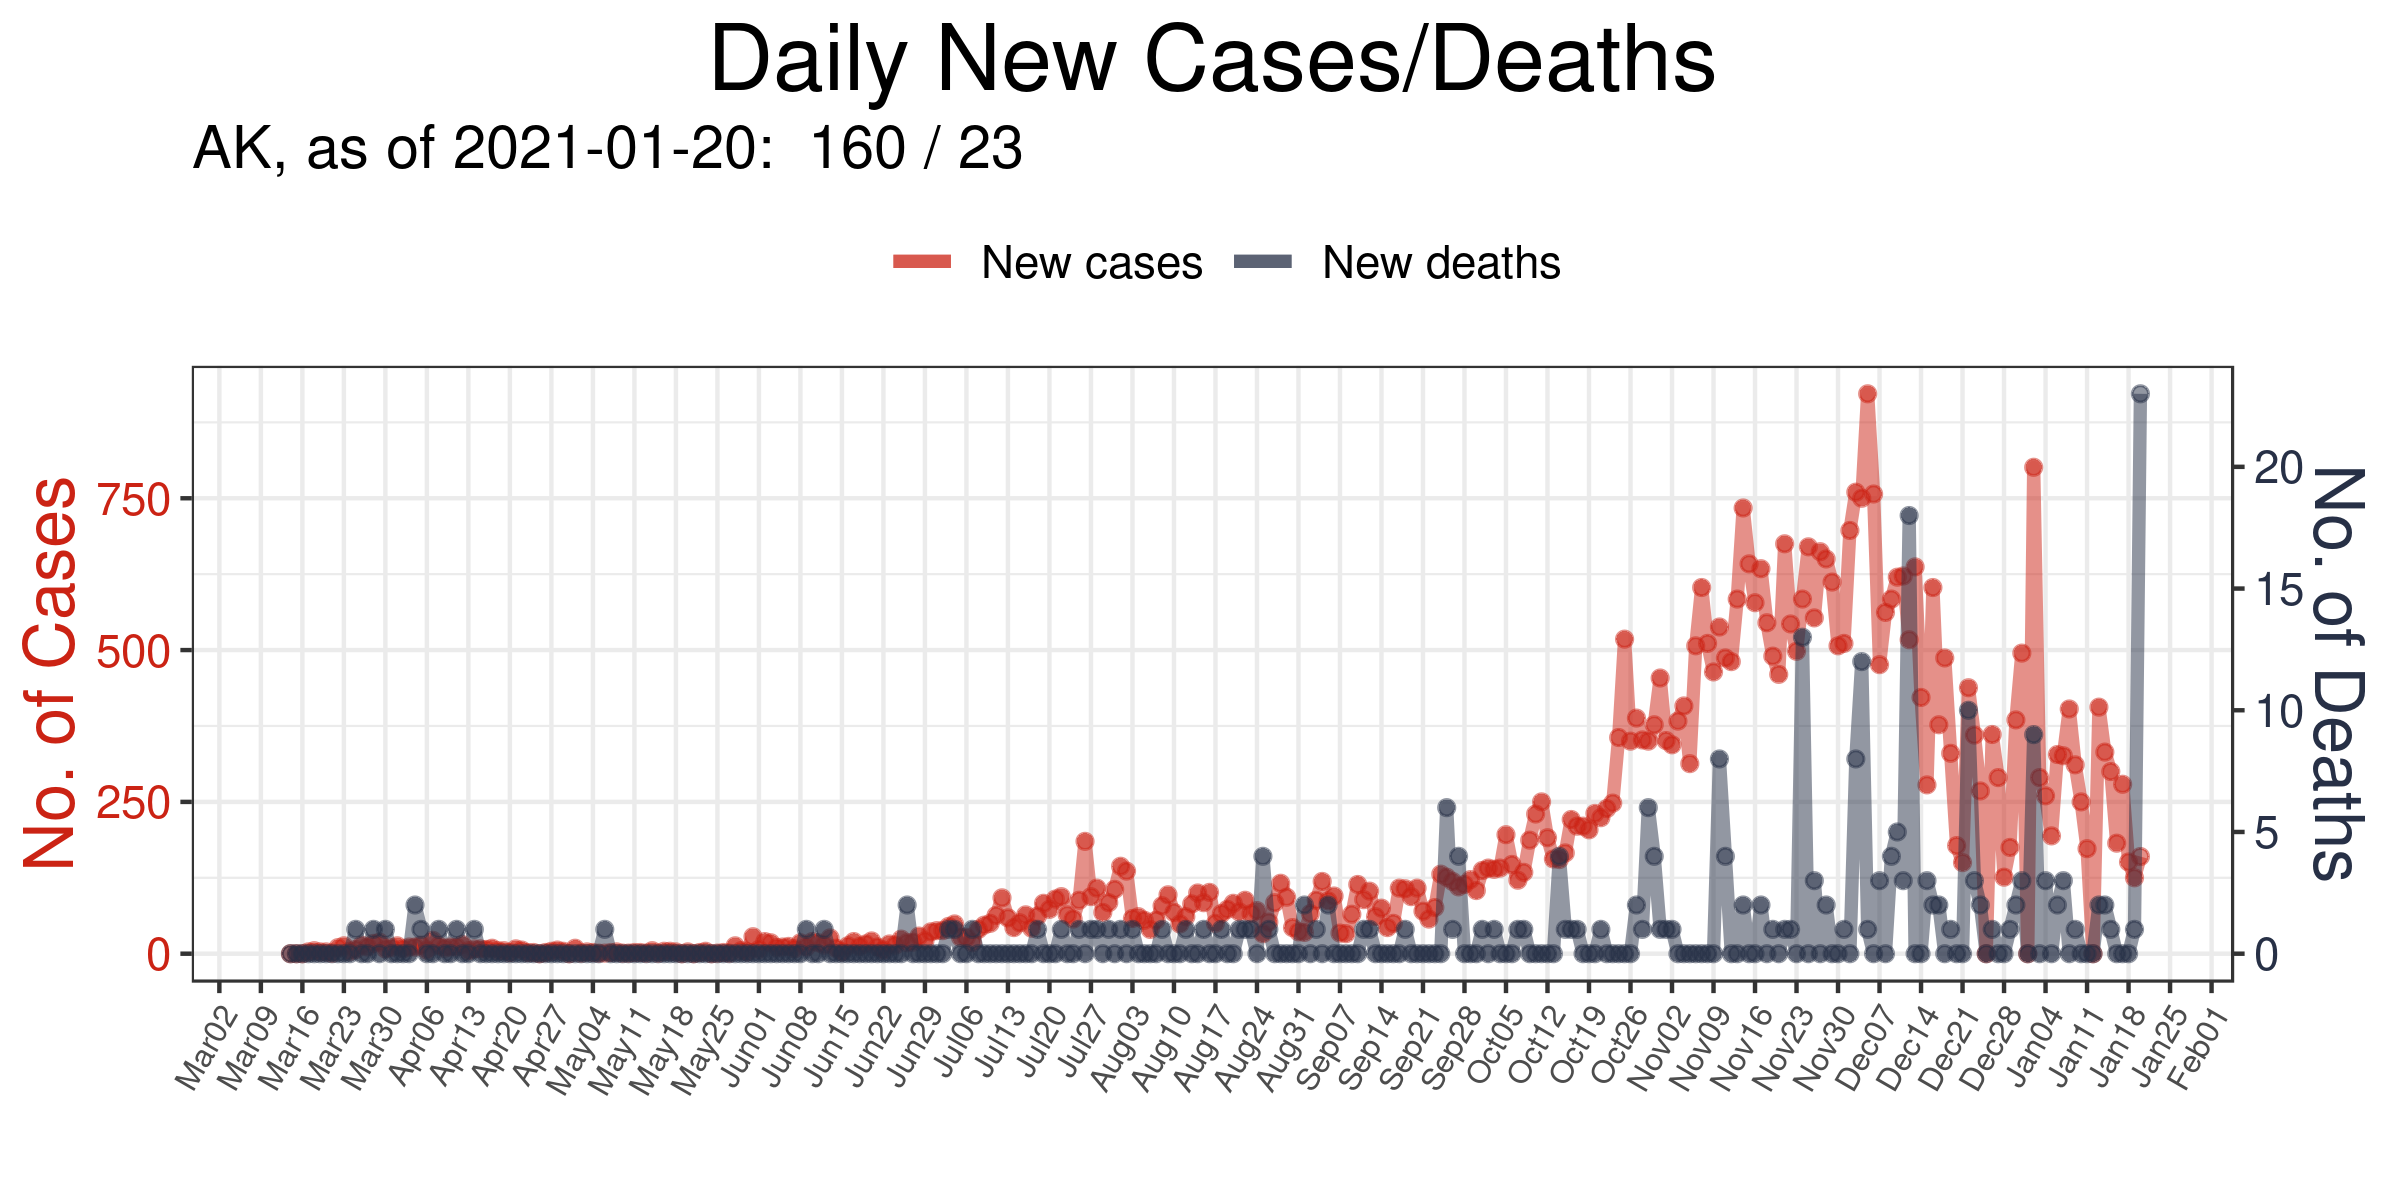 Daily New Cases/Deaths
AK, as of 2021-01-20:  160 / 23
New cases New deaths
No. of Cases
750
500
250
0
20
15
10
5
0
No. of Deaths
Mar02 Mar09 Mar16 Mar23 Mar30 Apr06 Apr13 Apr20 Apr27 May04 May11 May18 May25 Jun01 Jun08 Jun15 Jun22 Jun29 Jul06 Jul13 Jul20 Jul27 Aug03 Aug10 Aug17 Aug24 Aug31 Sep07 Sep14 Sep21 Sep28 Oct05 Oct12 Oct19 Oct26 Nov02 Nov09 Nov16 Nov23 Nov30 Dec07 Dec14 Dec21 Dec28 Jan04 Jan11 Jan18 Jan25 Feb01